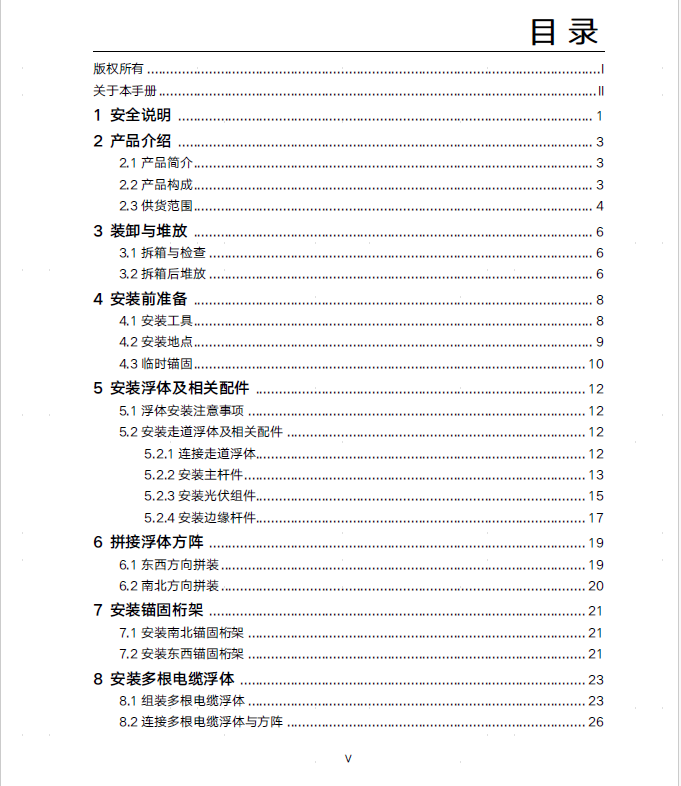 目 录
版权所有 ........ I
关于本手册 ........ II
1 安全说明 ........ 1
2 产品介绍 ........ 3
2.1 产品简介 ........ 3
2.2 产品构成 ........ 3
2.3 供货范围 ........ 4
3 装卸与堆放 ........ 6
3.1 拆箱与检查 ........ 6
3.2 拆箱后堆放 ........ 6
4 安装前准备 ........ 8
4.1 安装工具 ........ 8
4.2 安装地点 ........ 9
4.3 临时锚固 ........ 10
5 安装浮体及相关配件 ........ 12
5.1 浮体安装注意事项 ........ 12
5.2 安装走道浮体及相关配件 ........ 12
5.2.1 连接走道浮体 ........ 12
5.2.2 安装主杆件 ........ 13
5.2.3 安装光伏组件 ........ 15
5.2.4 安装边缘杆件 ........ 17
6 拼接浮体方阵 ........ 19
6.1 东西方向拼装 ........ 19
6.2 南北方向拼装 ........ 20
7 安装锚固桁架 ........ 21
7.1 安装南北锚固桁架 ........ 21
7.2 安装东西锚固桁架 ........ 21
8 安装多根电缆浮体 ........ 23
8.1 组装多根电缆浮体 ........ 23
8.2 连接多根电缆浮体与方阵 ........ 26
V